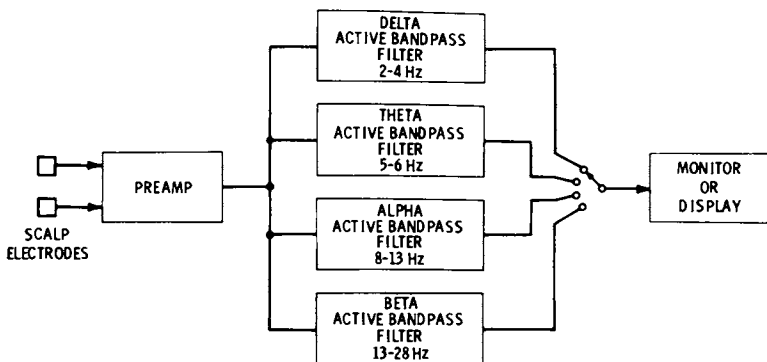 DELTA
ACTIVE BANDPASS
FILTER
2-4 Hz
THETA
ACTIVE BANDPASS
FILTER
5-6 Hz
PREAMP
SCALP
ELECTRODES
ALPHA
ACTIVE BANDPASS
FILTER
8-13 Hz
BETA
ACTIVE BANDPASS
FILTER
13-28 Hz
MONITOR
OR
DISPLAY